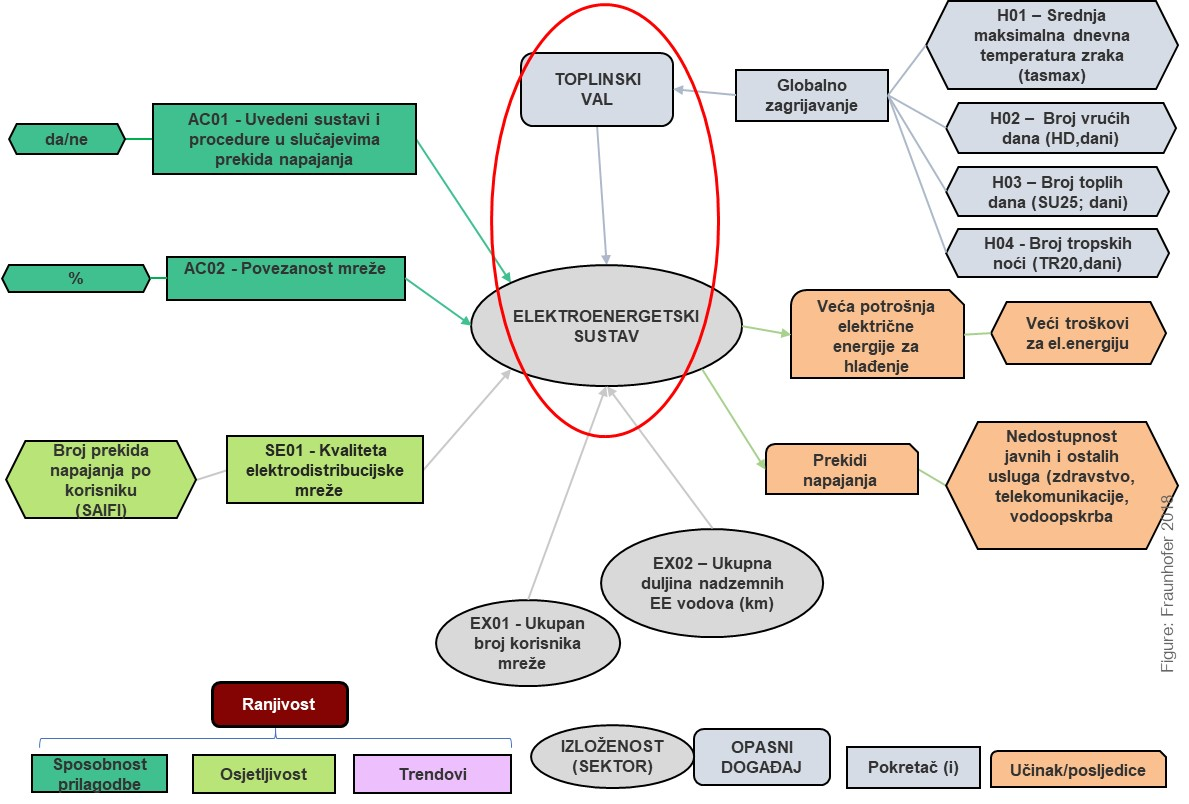 TOPLINSKI
VAL
Globalno
zagrijavanje
H01 – Srednja
maksimalna dnevna
temperatura zraka
(tasmax)
H02 – Broj vrućih
dana (HD,dani)
H03 – Broj toplih
dana (SU25; dani)
H04 - Broj tropskih
noći (TR20,dani)
da/ne
AC01 - Uvedeni sustavi i
procedure u slučajevima
prekida napajanja
%
AC02 - Povezanost mreže
ELEKTROENERGETSKI
SUSTAV
Veća potrošnja
električne
energije za
hlađenje
Veći troškovi
za el.energiju
Broj prekida
napajanja po
korisniku
(SAIFI)
SE01 - Kvaliteta
elektrodistribucijske
mreže
Prekidi
napajanja
Nedostupnost
javnih i ostalih
usluga (zdravstvo,
telekomunikacije,
vodoopskrba
EX02 – Ukupna
duljina nadzemnih
EE vodova (km)
EX01 - Ukupan
broj korisnika
mreže
Figure: Fraunhofer 2018
Ranjivost
Sposobnost
prilagodbe
Osjetljivost
Trendovi
IZLOŽENOST
(SEKTOR)
OPASNI
DOGAĐAJ
Pokretač (i)
Učinak/posljedice